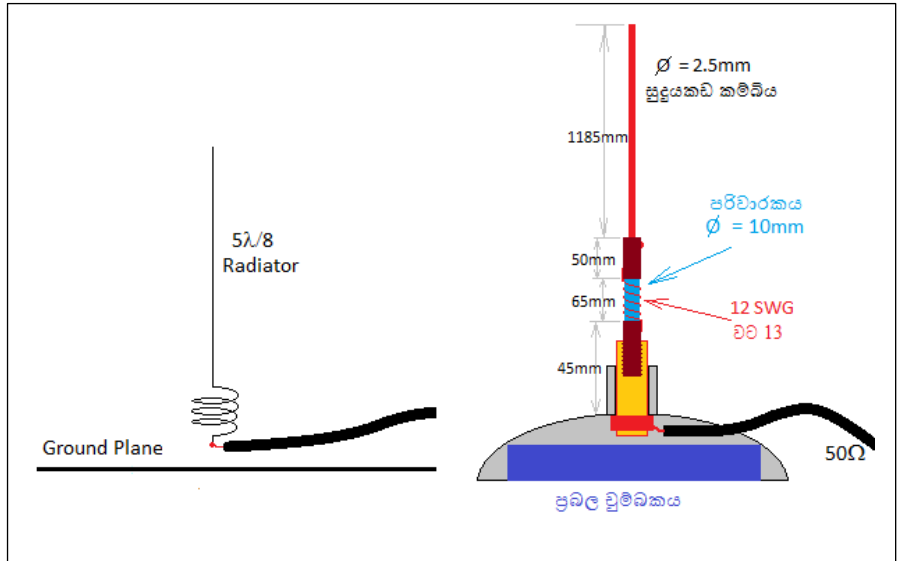 5λ/8
Radiator
Ground Plane
Ø = 2.5mm
සුදුයකඩ කම්බිය
1185mm
පරිවාරකය
Ø = 10mm
50mm
65mm
12 SWG
වට 13
45mm
50Ω
ප්‍රබල චුම්බකය